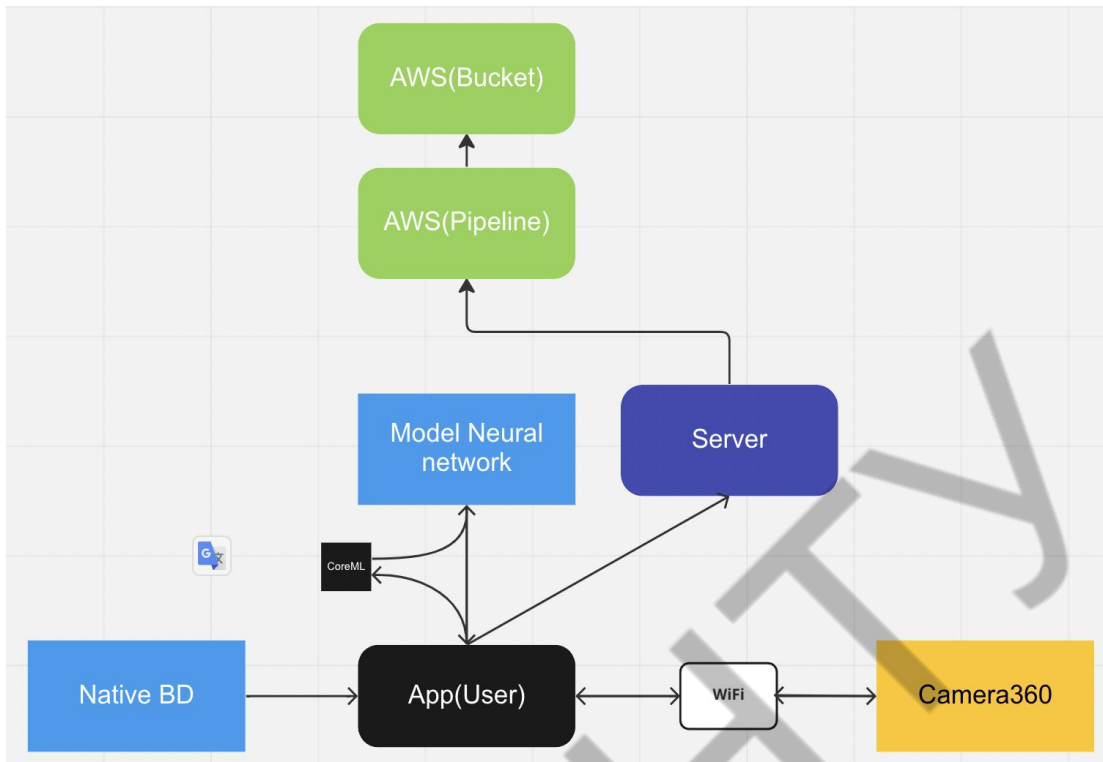 AWS(Bucket)
AWS(Pipeline)
Model Neural
network
Server
CoreML
Native BD
App(User)
WiFi
Camera360